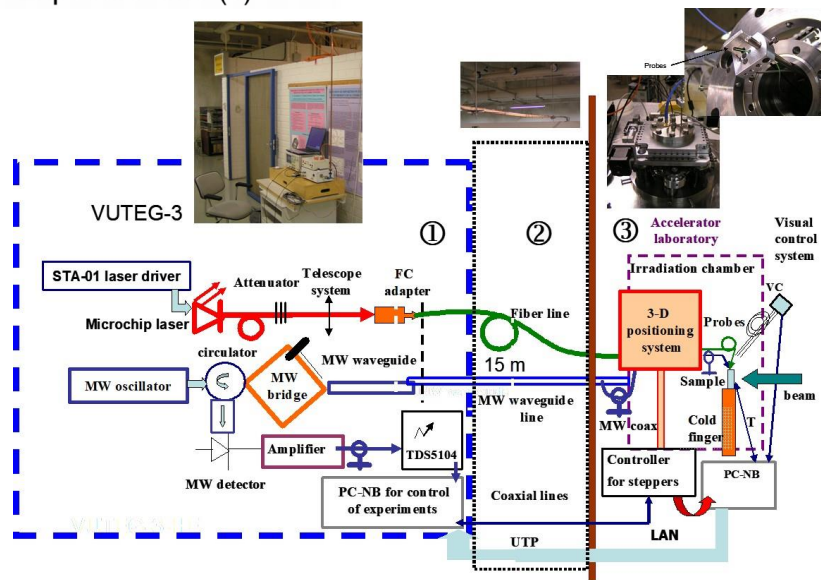 Probes
VUTEG-3
①
②
③
Accelerator
laboratory
Visual
control
system
STA-01 laser driver
Attenuator
Telescope
system
FC
adapter
Irradiation chamber
VC
Microchip laser
Fiber line
3-D
positioning
system
Probes
circulator
MW waveguide
15 m
MW oscillator
MW
bridge
MW waveguide
line
Sample
beam
MW coax
Cold
finger
T
Amplifier
TDS5104
MW detector
Controller
for steppers
PC-NB
PC-NB for control
of experiments
Coaxial lines
LAN
UTP